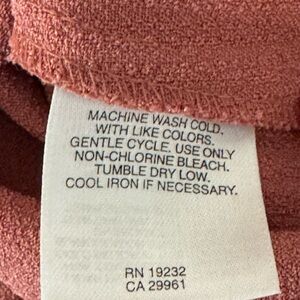 MACHINE WASH COLD.
WITH LIKE COLORS.
GENTLE CYCLE. USE ONLY
NON-CHLORINE BLEACH.
TUMBLE DRY LOW.
COOL IRON IF NECESSARY.
RN 19232
CA 29961